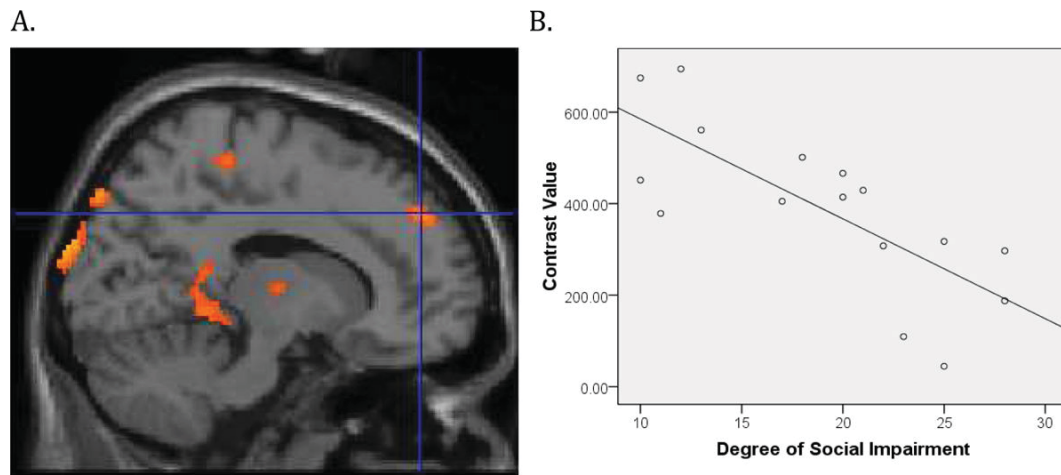 A.
B.
Contrast Value
600.00
400.00
200.00
0.00
10 15 20 25 30
Degree of Social Impairment